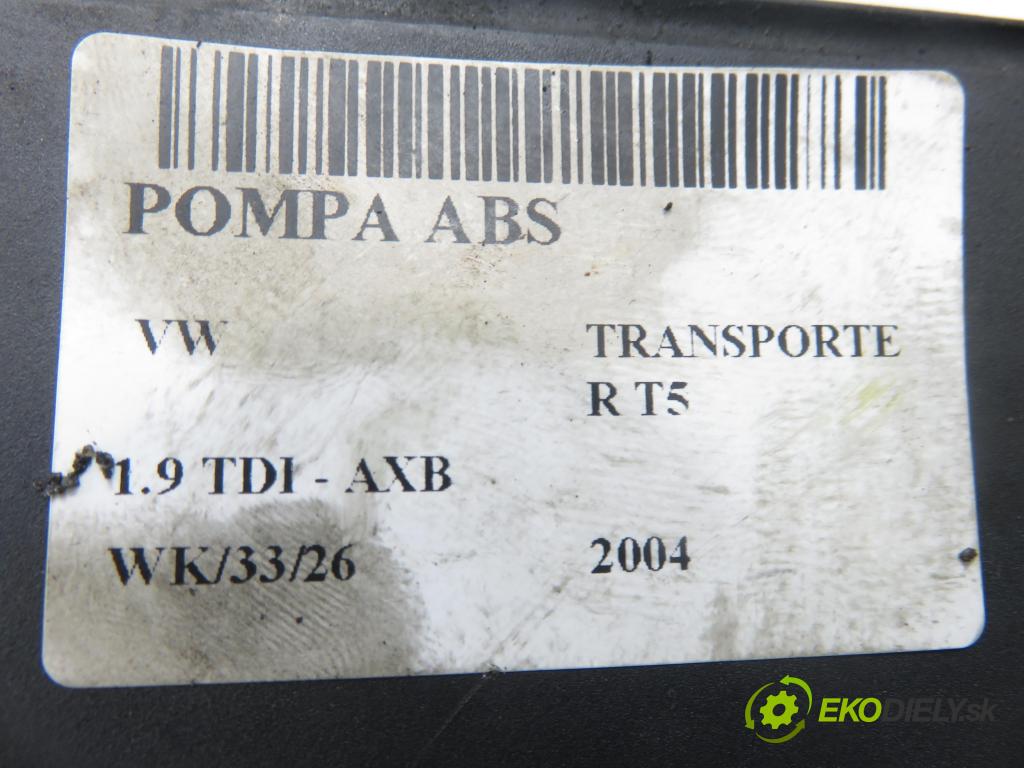 POMPA ABS
VW
TRANSPORTE
R T5
1.9 TDI - AXB
WK/33/26
2004
EKODIELY.sk